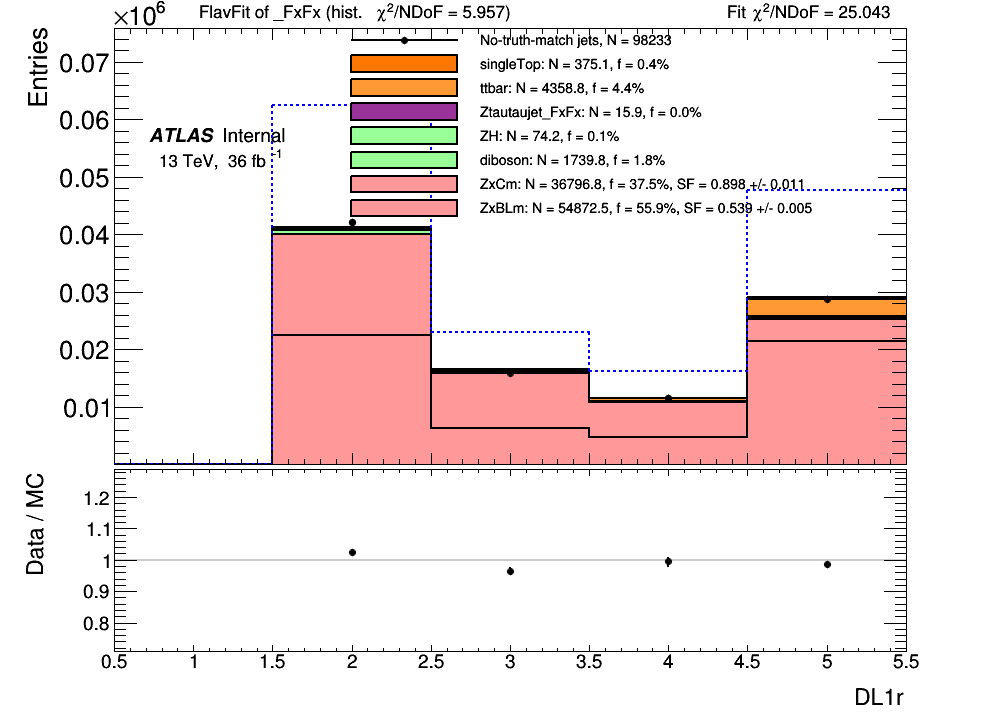 ×10⁶ FlavFit of _FxFx (hist. χ²/NDoF = 5.957) Fit χ²/NDoF = 25.043
Entries
0.07
0.06
0.05
0.04
0.03
0.02
0.01
ATLAS Internal
13 TeV, 36 fb⁻¹
No-truth-match jets, N = 98233
singleTop: N = 375.1, f = 0.4%
ttbar: N = 4358.8, f = 4.4%
Ztautaujet_FxFx: N = 15.9, f = 0.0%
ZH: N = 74.2, f = 0.1%
diboson: N = 1739.8, f = 1.8%
ZxCm: N = 36796.8, f = 37.5%, SF = 0.898 +/- 0.011
ZxBLm: N = 54872.5, f = 55.9%, SF = 0.539 +/- 0.005
Data / MC
1.2
1.1
1
0.9
0.8
0.5 1 1.5 2 2.5 3 3.5 4 4.5 5 5.5
DL1r